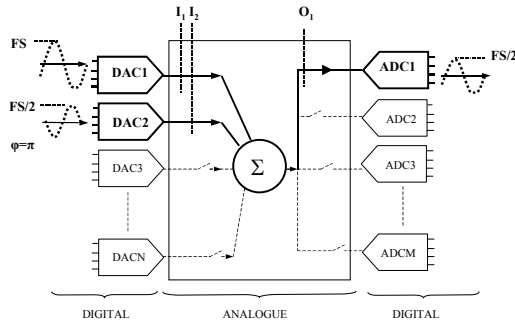 I1 I2 O1
FS
DAC1 ADC1 FS/2
FS/2
DAC2 ADC2
φ=π
DAC3 Σ ADC3
DACN ADCM
DIGITAL ANALOGUE DIGITAL